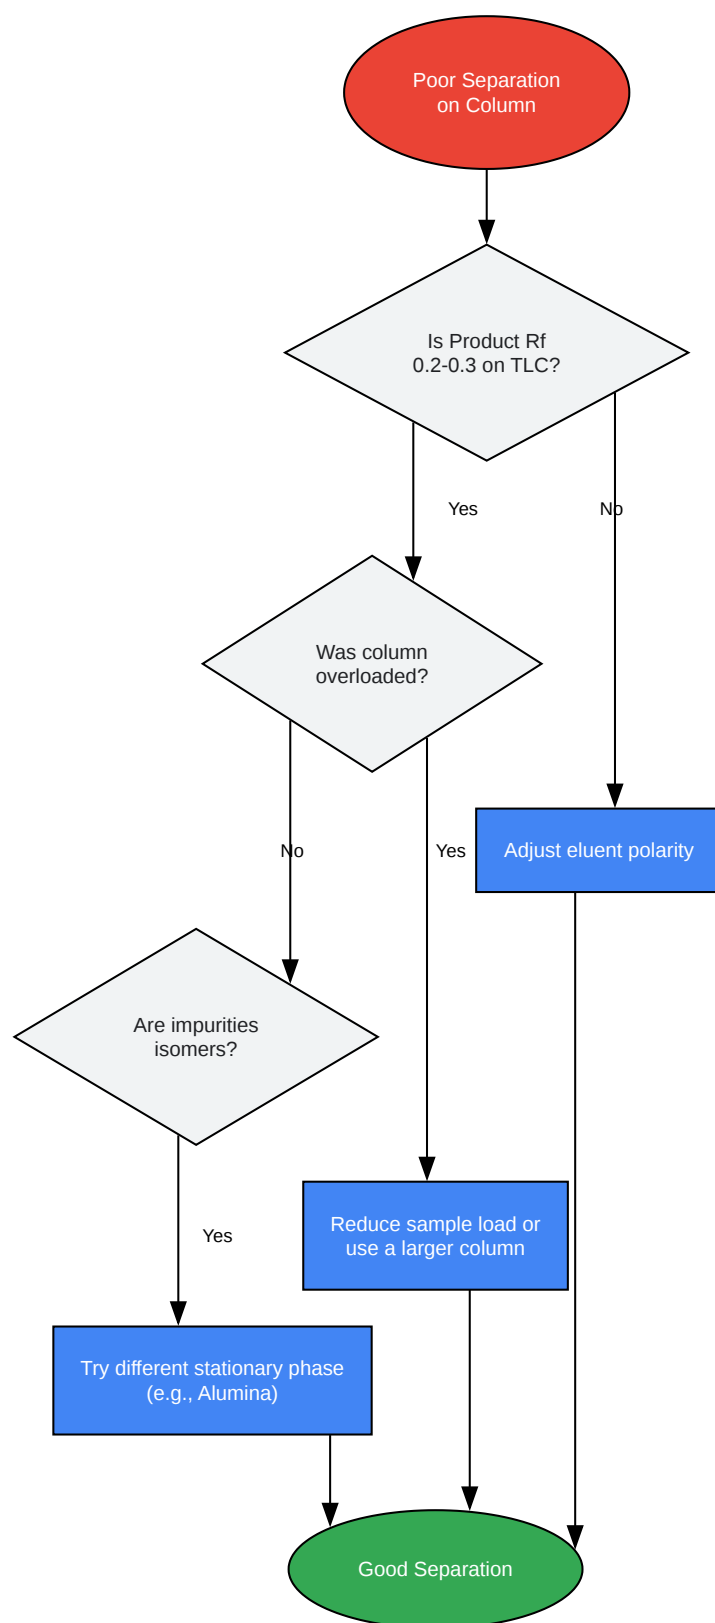 Poor Separation
on Column
Is Product Rf
0.2-0.3 on TLC?
Yes
No
Was column
overloaded?
No
Yes
Adjust eluent polarity
Are impurities
isomers?
Yes
Reduce sample load or
use a larger column
Try different stationary phase
(e.g., Alumina)
Good Separation